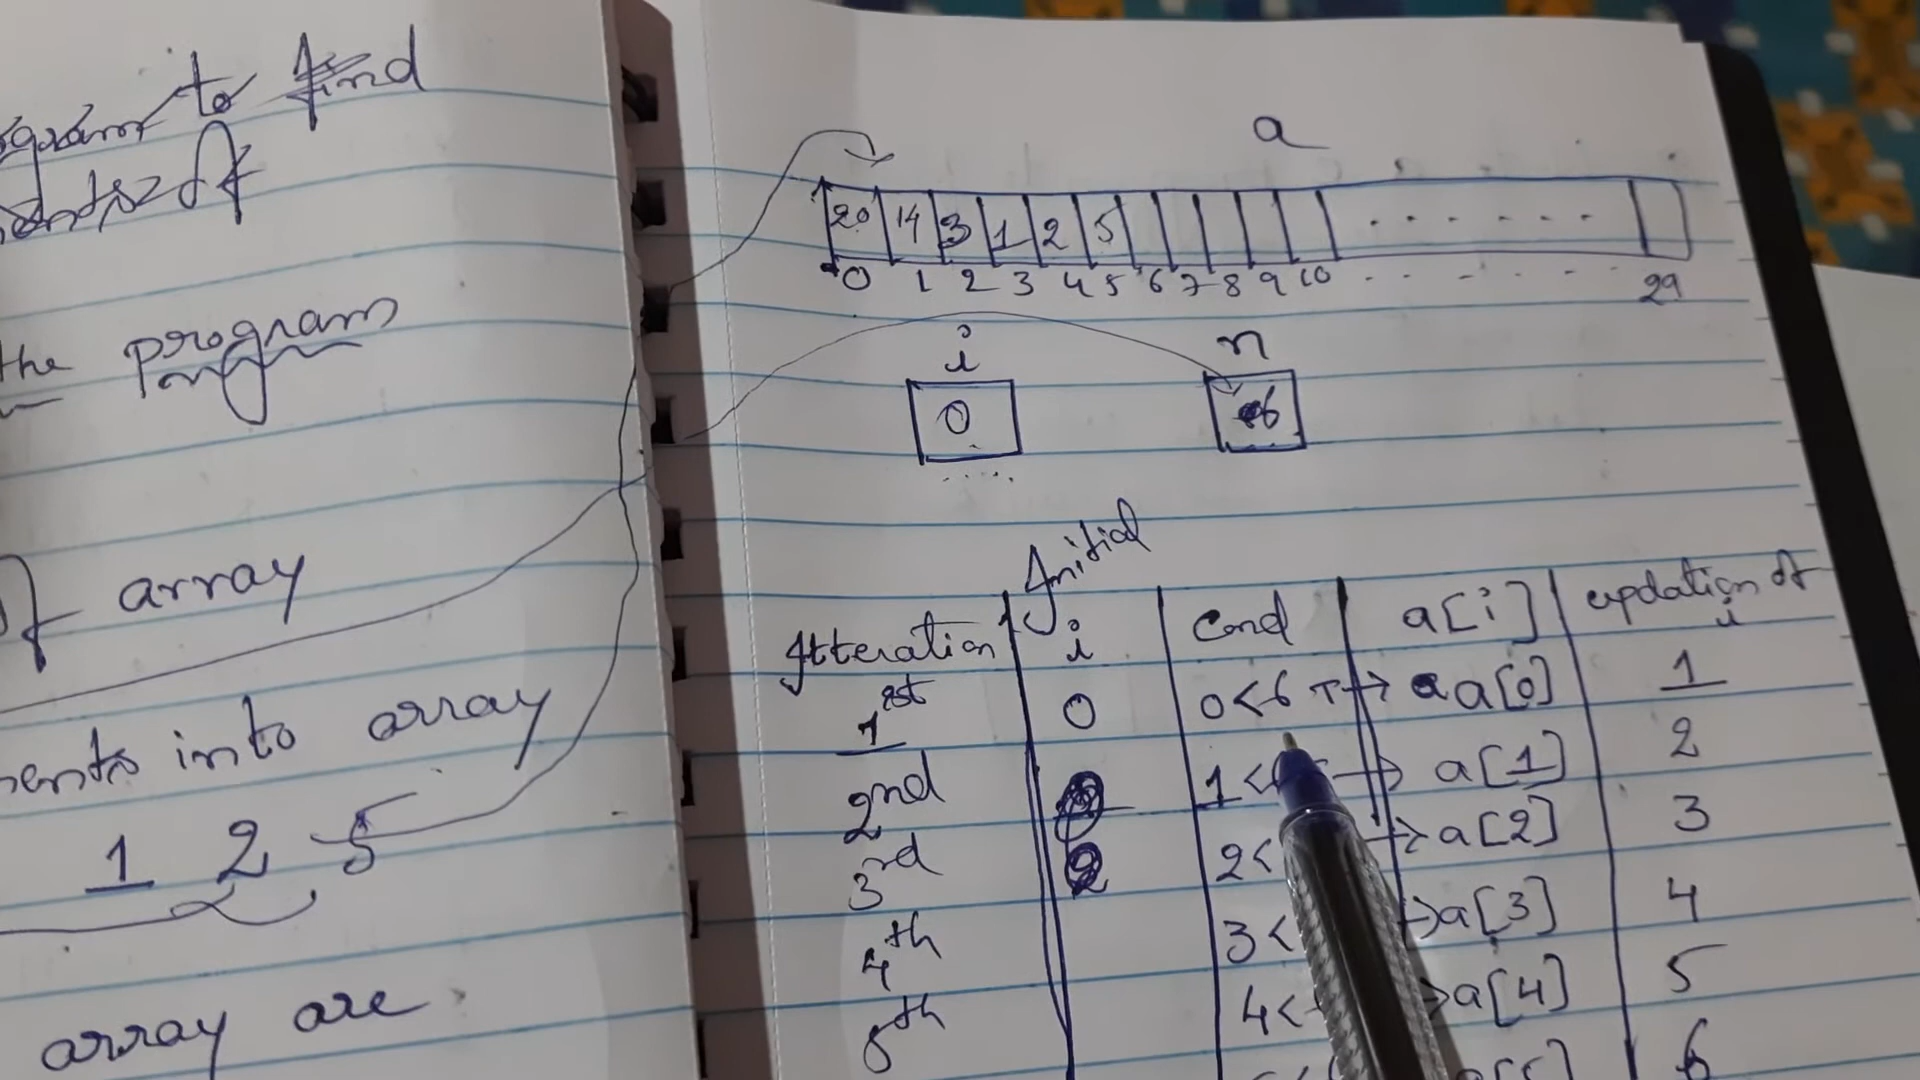 to find
the program
of array
into array
1 2 5
array are
a
20 14 3 1 2 5 . . . . . .
0 1 2 3 4 5 6 7 8 9 10 . . . . . . 29
i n
0 6
Initial
Itteration i Cond a[i] updation of i
1st 0 0<6 T → a[0] 1
2nd 1< → a[1] 2
3rd 2< → a[2] 3
4th 3< → a[3] 4
5th 4< → a[4] 5
6